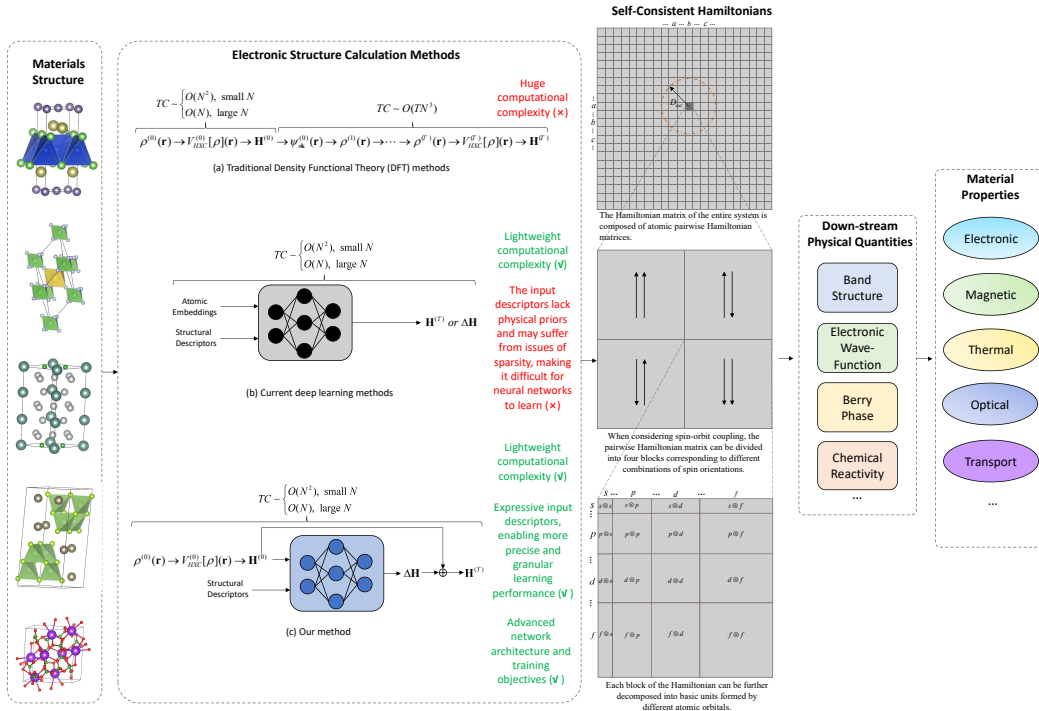 Materials
Structure
Electronic Structure Calculation Methods
TC ~ { O(N²), small N
O(N), large N
TC ~ O(TN³)
Huge
computational
complexity (×)
ρ⁽⁰⁾(r) → V_HXC⁽⁰⁾[ρ](r) → H⁽⁰⁾ → ψ_nk⁽⁰⁾(r) → ρ⁽¹⁾(r) → ⋯ → ρ⁽ᵀ⁾(r) → V_HXC⁽ᵀ⁾[ρ](r) → H⁽ᵀ⁾
(a) Traditional Density Functional Theory (DFT) methods
TC ~ { O(N²), small N
O(N), large N
Atomic
Embeddings
Structural
Descriptors
H⁽ᵀ⁾ or ΔH
(b) Current deep learning methods
Lightweight
computational
complexity (√)
The input
descriptors lack
physical priors
and may suffer
from issues of
sparsity, making
it difficult for
neural networks
to learn (×)
TC ~ { O(N²), small N
O(N), large N
ρ⁽⁰⁾(r) → V_HXC⁽⁰⁾[ρ](r) → H⁽⁰⁾
Structural
Descriptors
ΔH → ⊕ → H⁽ᵀ⁾
(c) Our method
Lightweight
computational
complexity (√)
Expressive input
descriptors,
enabling more
precise and
granular
learning
performance (√ )
Advanced
network
architecture and
training
objectives (√ )
Self-Consistent Hamiltonians
... a ... b ... c ...
... a ... b ... c ...
The Hamiltonian matrix of the entire system is
composed of atomic pairwise Hamiltonian
matrices.
When considering spin-orbit coupling, the
pairwise Hamiltonian matrix can be divided
into four blocks corresponding to different
combinations of spin orientations.
s ... p ... d ... f
s s⊗s s⊗p s⊗d s⊗f
...
p p⊗s p⊗p p⊗d p⊗f
...
d d⊗s d⊗p d⊗d d⊗f
...
f f⊗s f⊗p f⊗d f⊗f
Each block of the Hamiltonian can be further
decomposed into basic units formed by
different atomic orbitals.
Down-stream
Physical Quantities
Band
Structure
Electronic
Wave-
Function
Berry
Phase
Chemical
Reactivity
...
Material
Properties
Electronic
Magnetic
Thermal
Optical
Transport
...